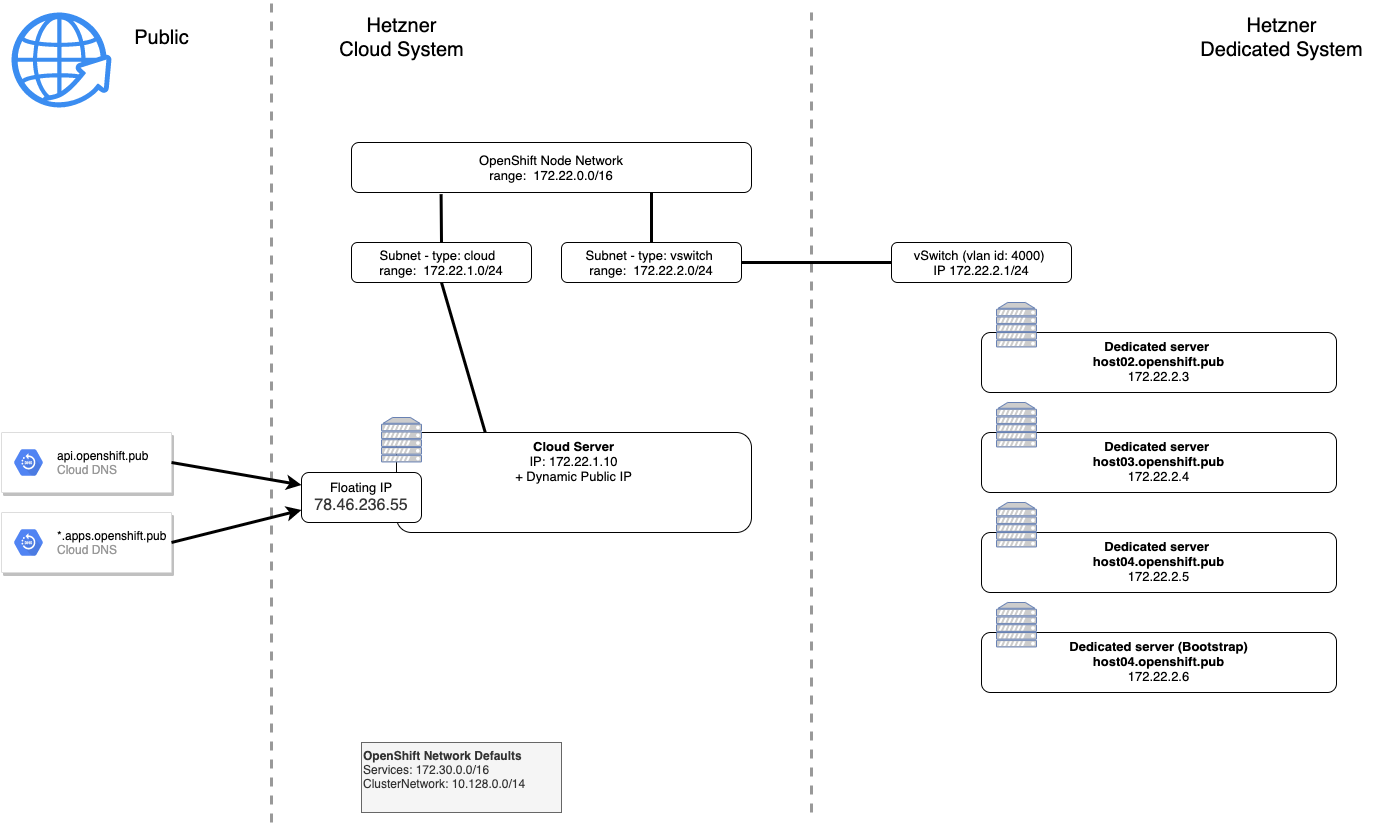 Public
Hetzner
Cloud System
Hetzner
Dedicated System
OpenShift Node Network
range:  172.22.0.0/16
Subnet - type: cloud
range:  172.22.1.0/24
Subnet - type: vswitch
range:  172.22.2.0/24
vSwitch (vlan id: 4000)
IP 172.22.2.1/24
Dedicated server
host02.openshift.pub
172.22.2.3
Dedicated server
host03.openshift.pub
172.22.2.4
Dedicated server
host04.openshift.pub
172.22.2.5
Dedicated server (Bootstrap)
host04.openshift.pub
172.22.2.6
api.openshift.pub
Cloud DNS
*.apps.openshift.pub
Cloud DNS
Floating IP
78.46.236.55
Cloud Server
IP: 172.22.1.10
+ Dynamic Public IP
OpenShift Network Defaults
Services: 172.30.0.0/16
ClusterNetwork: 10.128.0.0/14